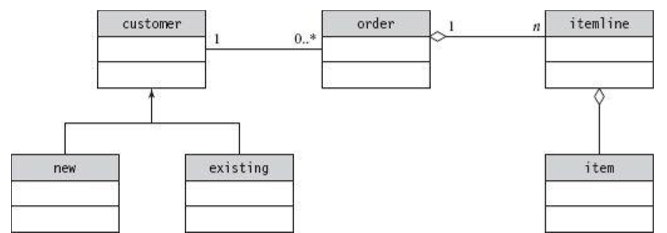 customer
order
itemline
1
0..*
1
n
new
existing
item